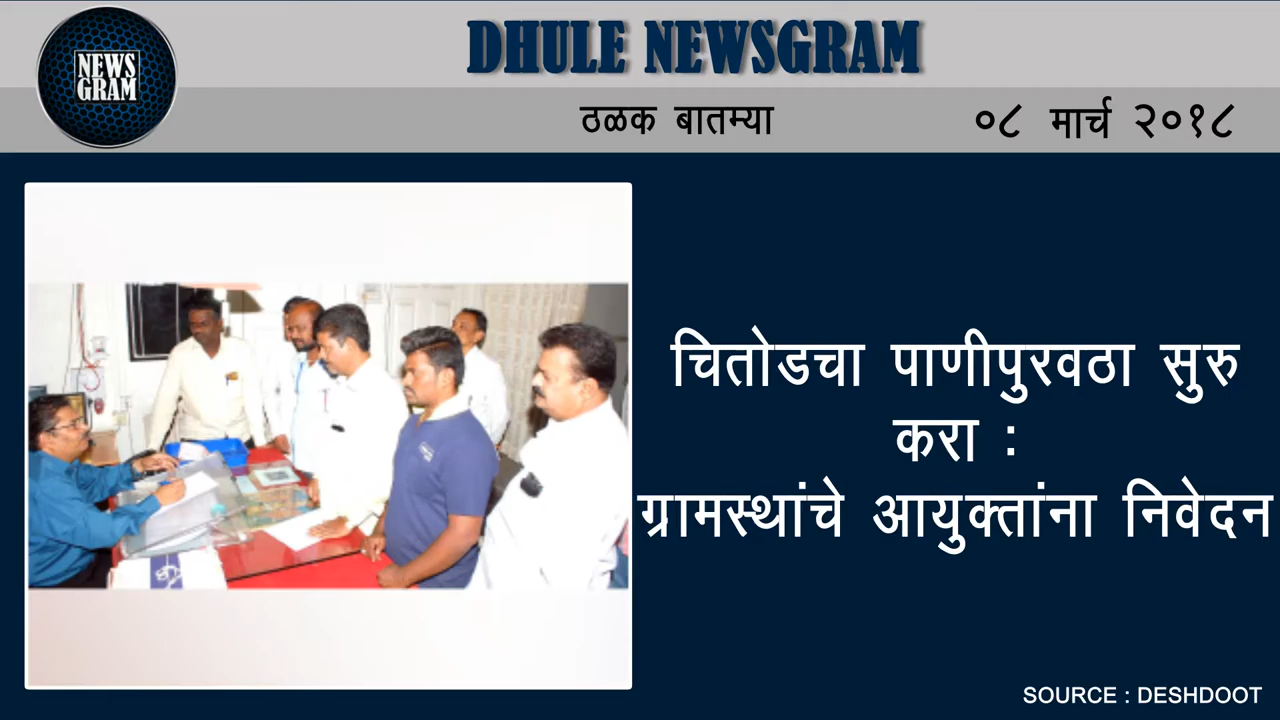 NEWS
GRAM
DHULE NEWSGRAM
ठळक बातम्या
०८ मार्च २०१८
चितोडचा पाणीपुरवठा सुरु
करा :
ग्रामस्थांचे आयुक्तांना निवेदन
SOURCE : DESHDOOT